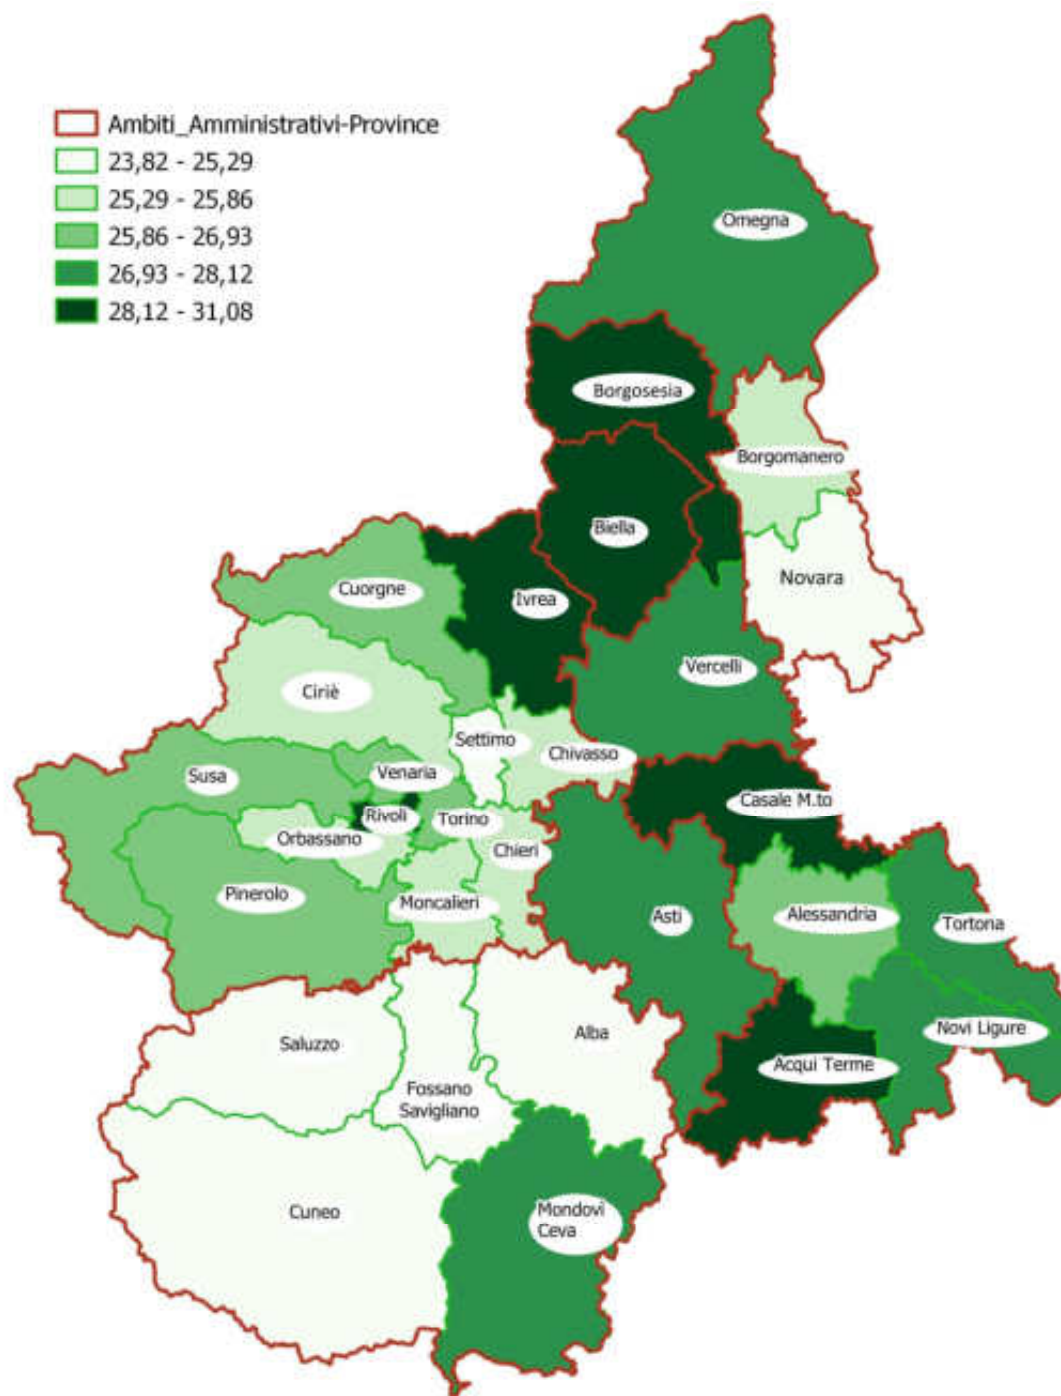 Ambiti_Amministrativi-Province
23,82 - 25,29
25,29 - 25,86
25,86 - 26,93
26,93 - 28,12
28,12 - 31,08
Omegna
Borgosesia
Borgomanero
Biella
Novara
Cuorgne
Ivrea
Vercelli
Ciriè
Settimo
Chivasso
Susa
Venaria
Casale M.to
Rivoli
Torino
Orbassano
Chieri
Pinerolo
Moncalieri
Asti
Alessandria
Tortona
Saluzzo
Alba
Novi Ligure
Acqui Terme
Fossano
Savigliano
Cuneo
Mondovì
Ceva